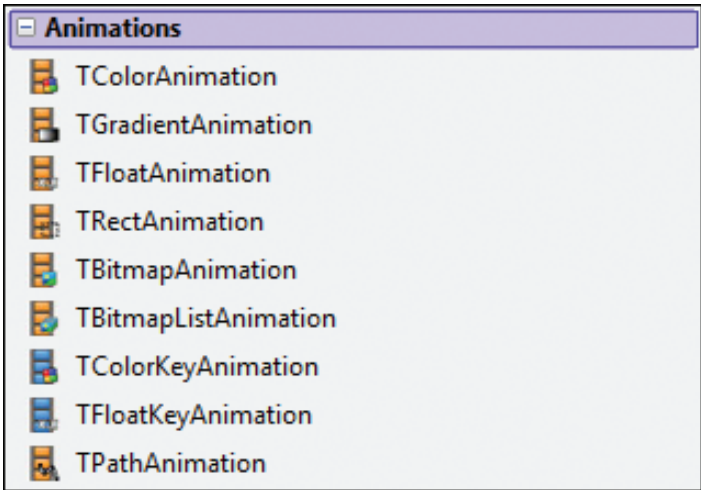 Animations
TColorAnimation
TGradientAnimation
TFloatAnimation
TRectAnimation
TBitmapAnimation
TBitmapListAnimation
TColorKeyAnimation
TFloatKeyAnimation
TPathAnimation